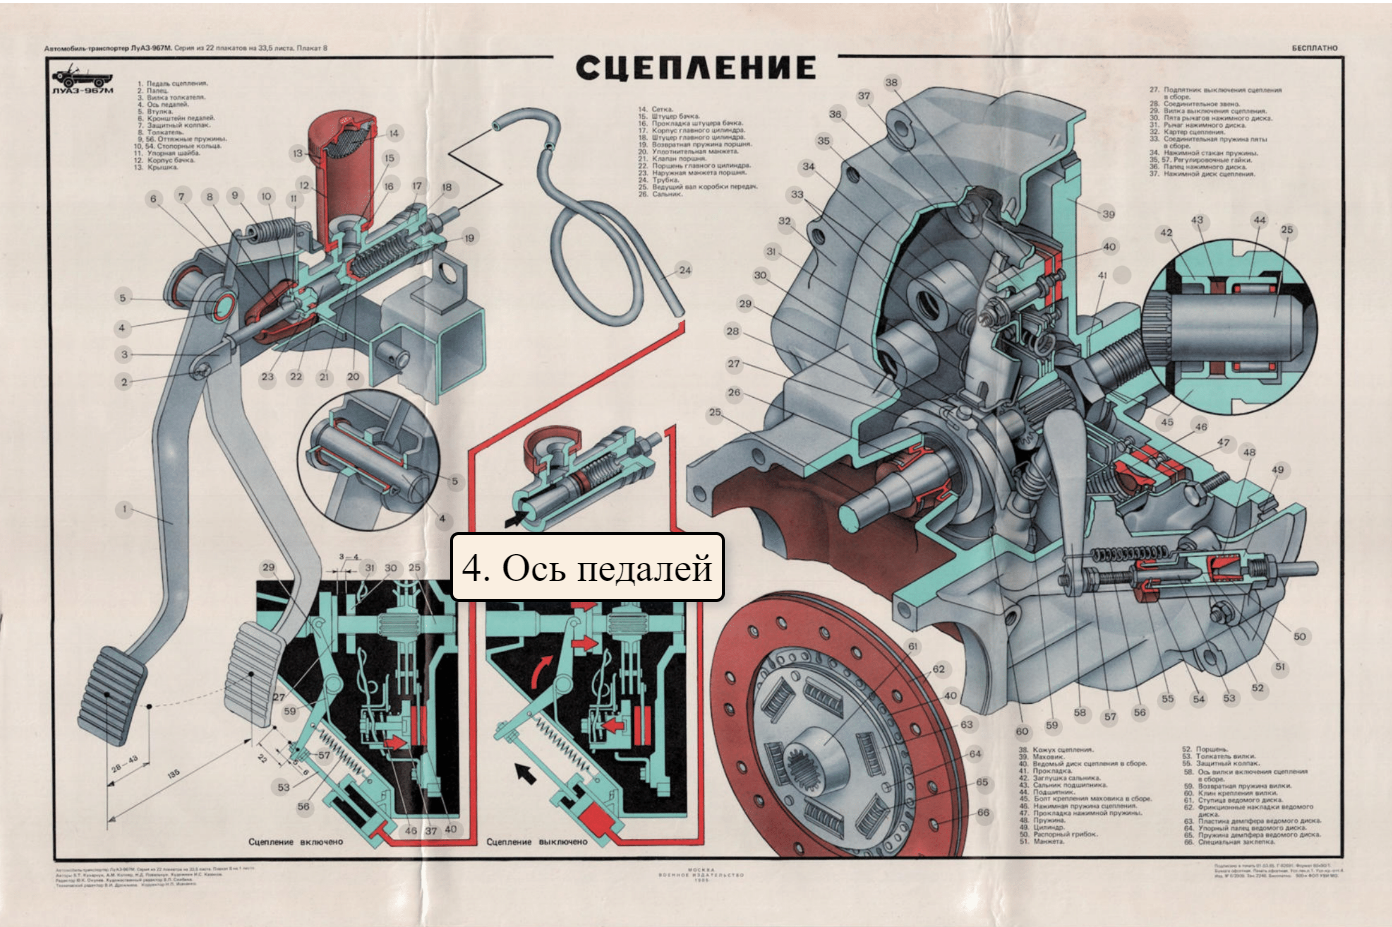 Автомобиль-транспортер ЛуАЗ-967М. Серия из 22 плакатов на 33,5 листа. Плакат 8
БЕСПЛАТНО
СЦЕПЛЕНИЕ
ЛУАЗ-967М
1. Педаль сцепления.
2. Палец.
3. Вилка толкателя.
4. Ось педалей.
5. Втулка.
6. Кронштейн педалей.
7. Защитный колпак.
8. Толкатель.
9, 56. Оттяжные пружины.
10, 54. Стопорные кольца.
11. Упорная шайба.
12. Корпус бачка.
13. Крышка.
14. Сетка.
15. Штуцер бачка.
16. Прокладка штуцера бачка.
17. Корпус главного цилиндра.
18. Штуцер главного цилиндра.
19. Возвратная пружина поршня.
20. Уплотнительная манжета.
21. Клапан поршня.
22. Поршень главного цилиндра.
23. Наружная манжета поршня.
24. Трубка.
25. Ведущий вал коробки передач.
26. Сальник.
27. Подпятник выключения сцепления
в сборе.
28. Соединительное звено.
29. Вилка выключения сцепления.
30. Пята рычагов нажимного диска.
31. Рычаг нажимного диска.
32. Картер сцепления.
33. Соединительная пружина пяты
в сборе.
34. Нажимной стакан пружины.
35, 57. Регулировочные гайки.
36. Палец нажимного диска.
37. Нажимной диск сцепления.
4. Ось педалей
3—4
28—43
135
22
5—6
Сцепление включено
Сцепление выключено
38. Кожух сцепления.
39. Маховик.
40. Ведомый диск сцепления в сборе.
41. Прокладка.
42. Заглушка сальника.
43. Сальник подшипника.
44. Подшипник.
45. Болт крепления маховика в сборе.
46. Нажимная пружина сцепления.
47. Прокладка нажимной пружины.
48. Пружина.
49. Цилиндр.
50. Распорный грибок.
51. Манжета.
52. Поршень.
53. Толкатель вилки.
55. Защитный колпак.
58. Ось вилки включения сцепления
в сборе.
59. Возвратная пружина вилки.
60. Клин крепления вилки.
61. Ступица ведомого диска.
62. Фрикционные накладки ведомого
диска.
63. Пластина демпфера ведомого диска.
64. Упорный палец ведомого диска.
65. Пружина демпфера ведомого диска.
66. Специальная заклепка.
МОСКВА
ВОЕННОЕ ИЗДАТЕЛЬСТВО